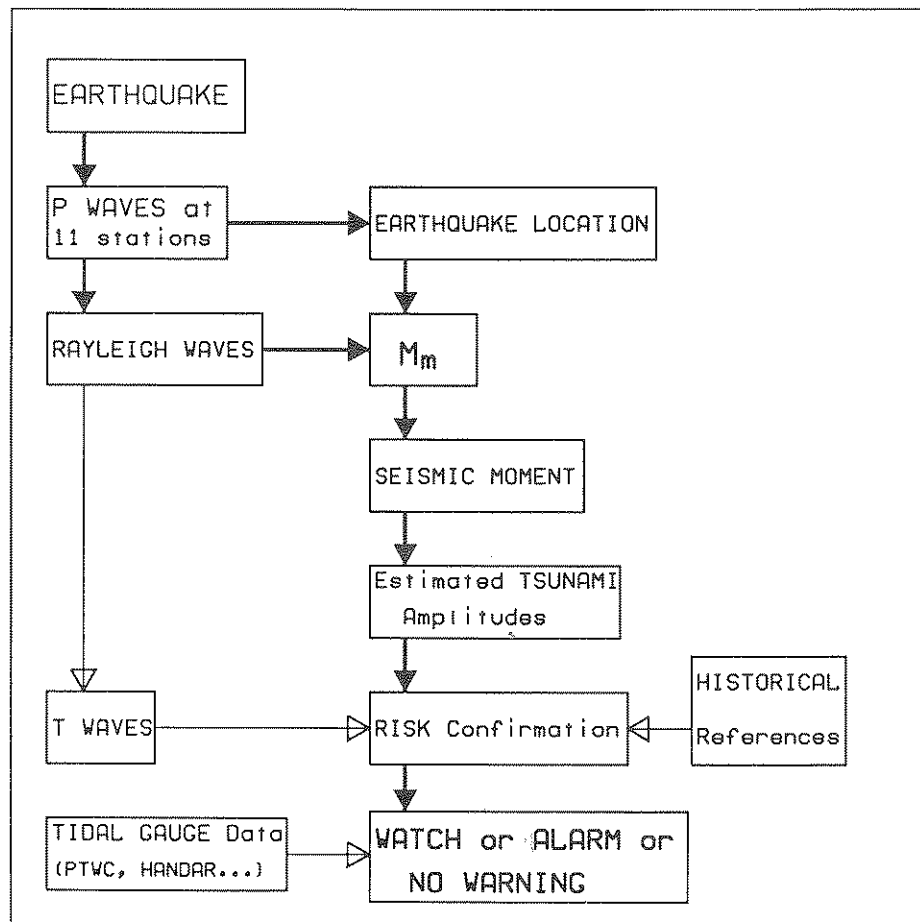 EARTHQUAKE
P WAVES at
11 stations
EARTHQUAKE LOCATION
RAYLEIGH WAVES
Mm
SEISMIC MOMENT
Estimated TSUNAMI
Amplitudes
T WAVES
RISK Confirmation
HISTORICAL
References
TIDAL GAUGE Data
(PTWC, HANDAR...)
WATCH or ALARM or
NO WARNING